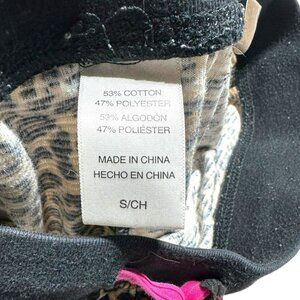 53% COTTON
47% POLYESTER
53% ALGODÓN
47% POLIÉSTER
MADE IN CHINA
HECHO EN CHINA
S/CH